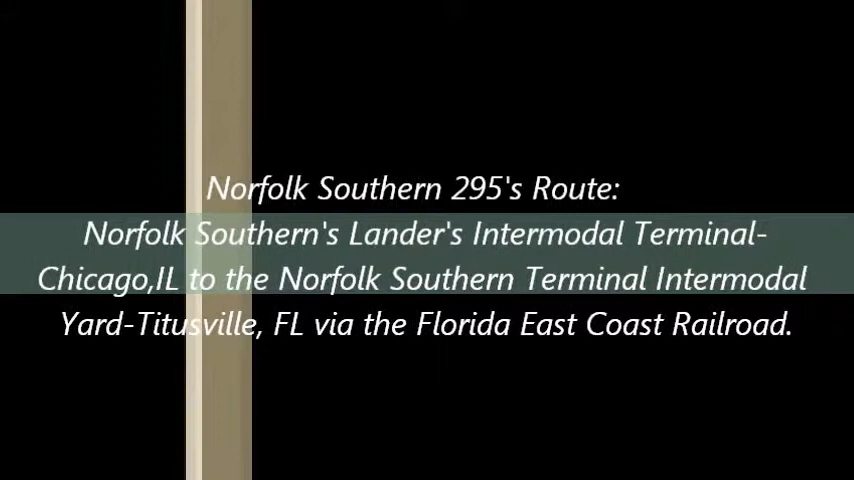 Norfolk Southern 295's Route:
Norfolk Southern's Lander's Intermodal Terminal-
Chicago,IL to the Norfolk Southern Terminal Intermodal
Yard-Titusville, FL via the Florida East Coast Railroad.